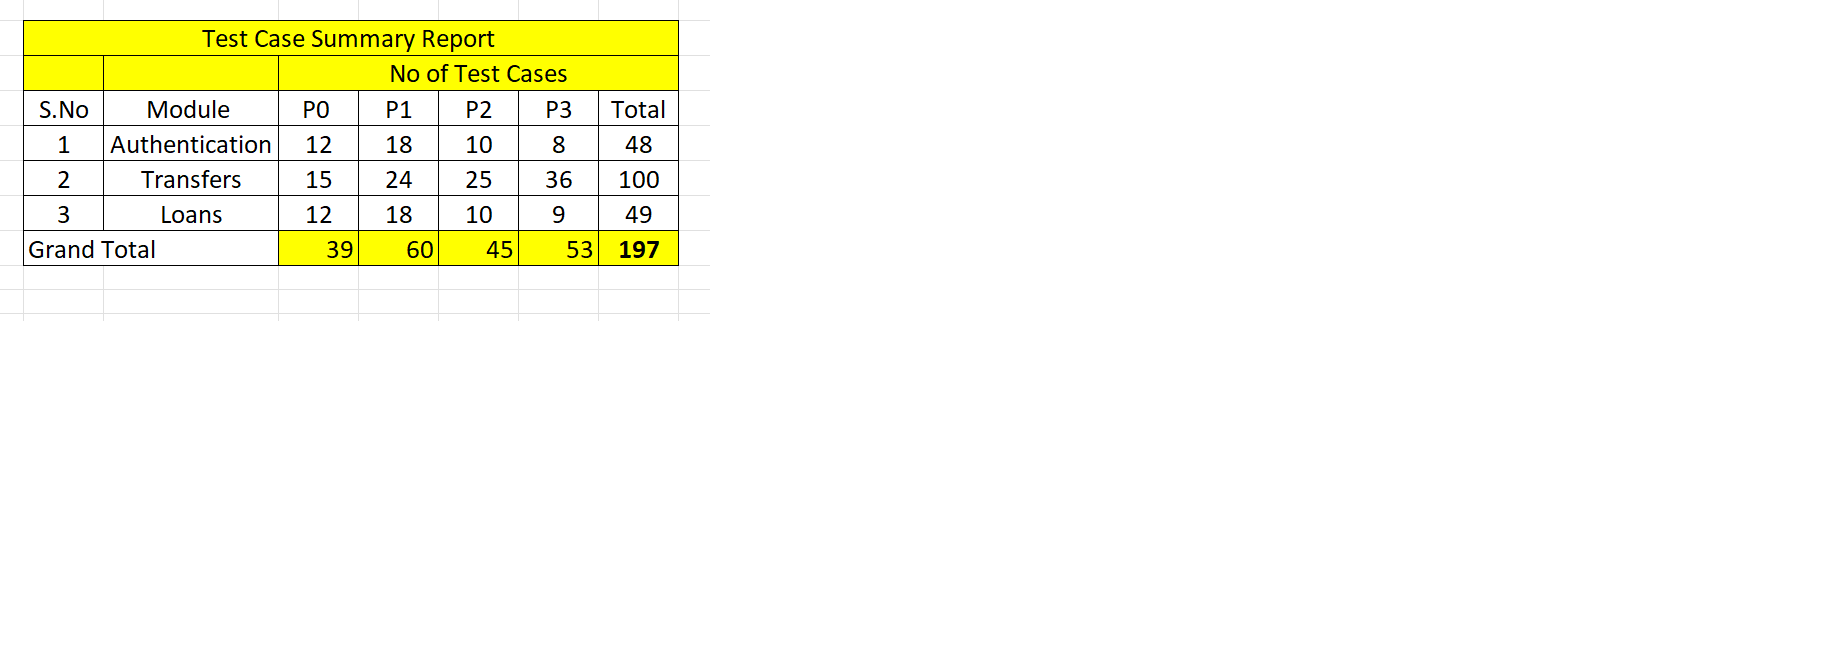 Test Case Summary Report
No of Test Cases
S.No Module P0 P1 P2 P3 Total
1 Authentication 12 18 10 8 48
2 Transfers 15 24 25 36 100
3 Loans 12 18 10 9 49
Grand Total 39 60 45 53 197